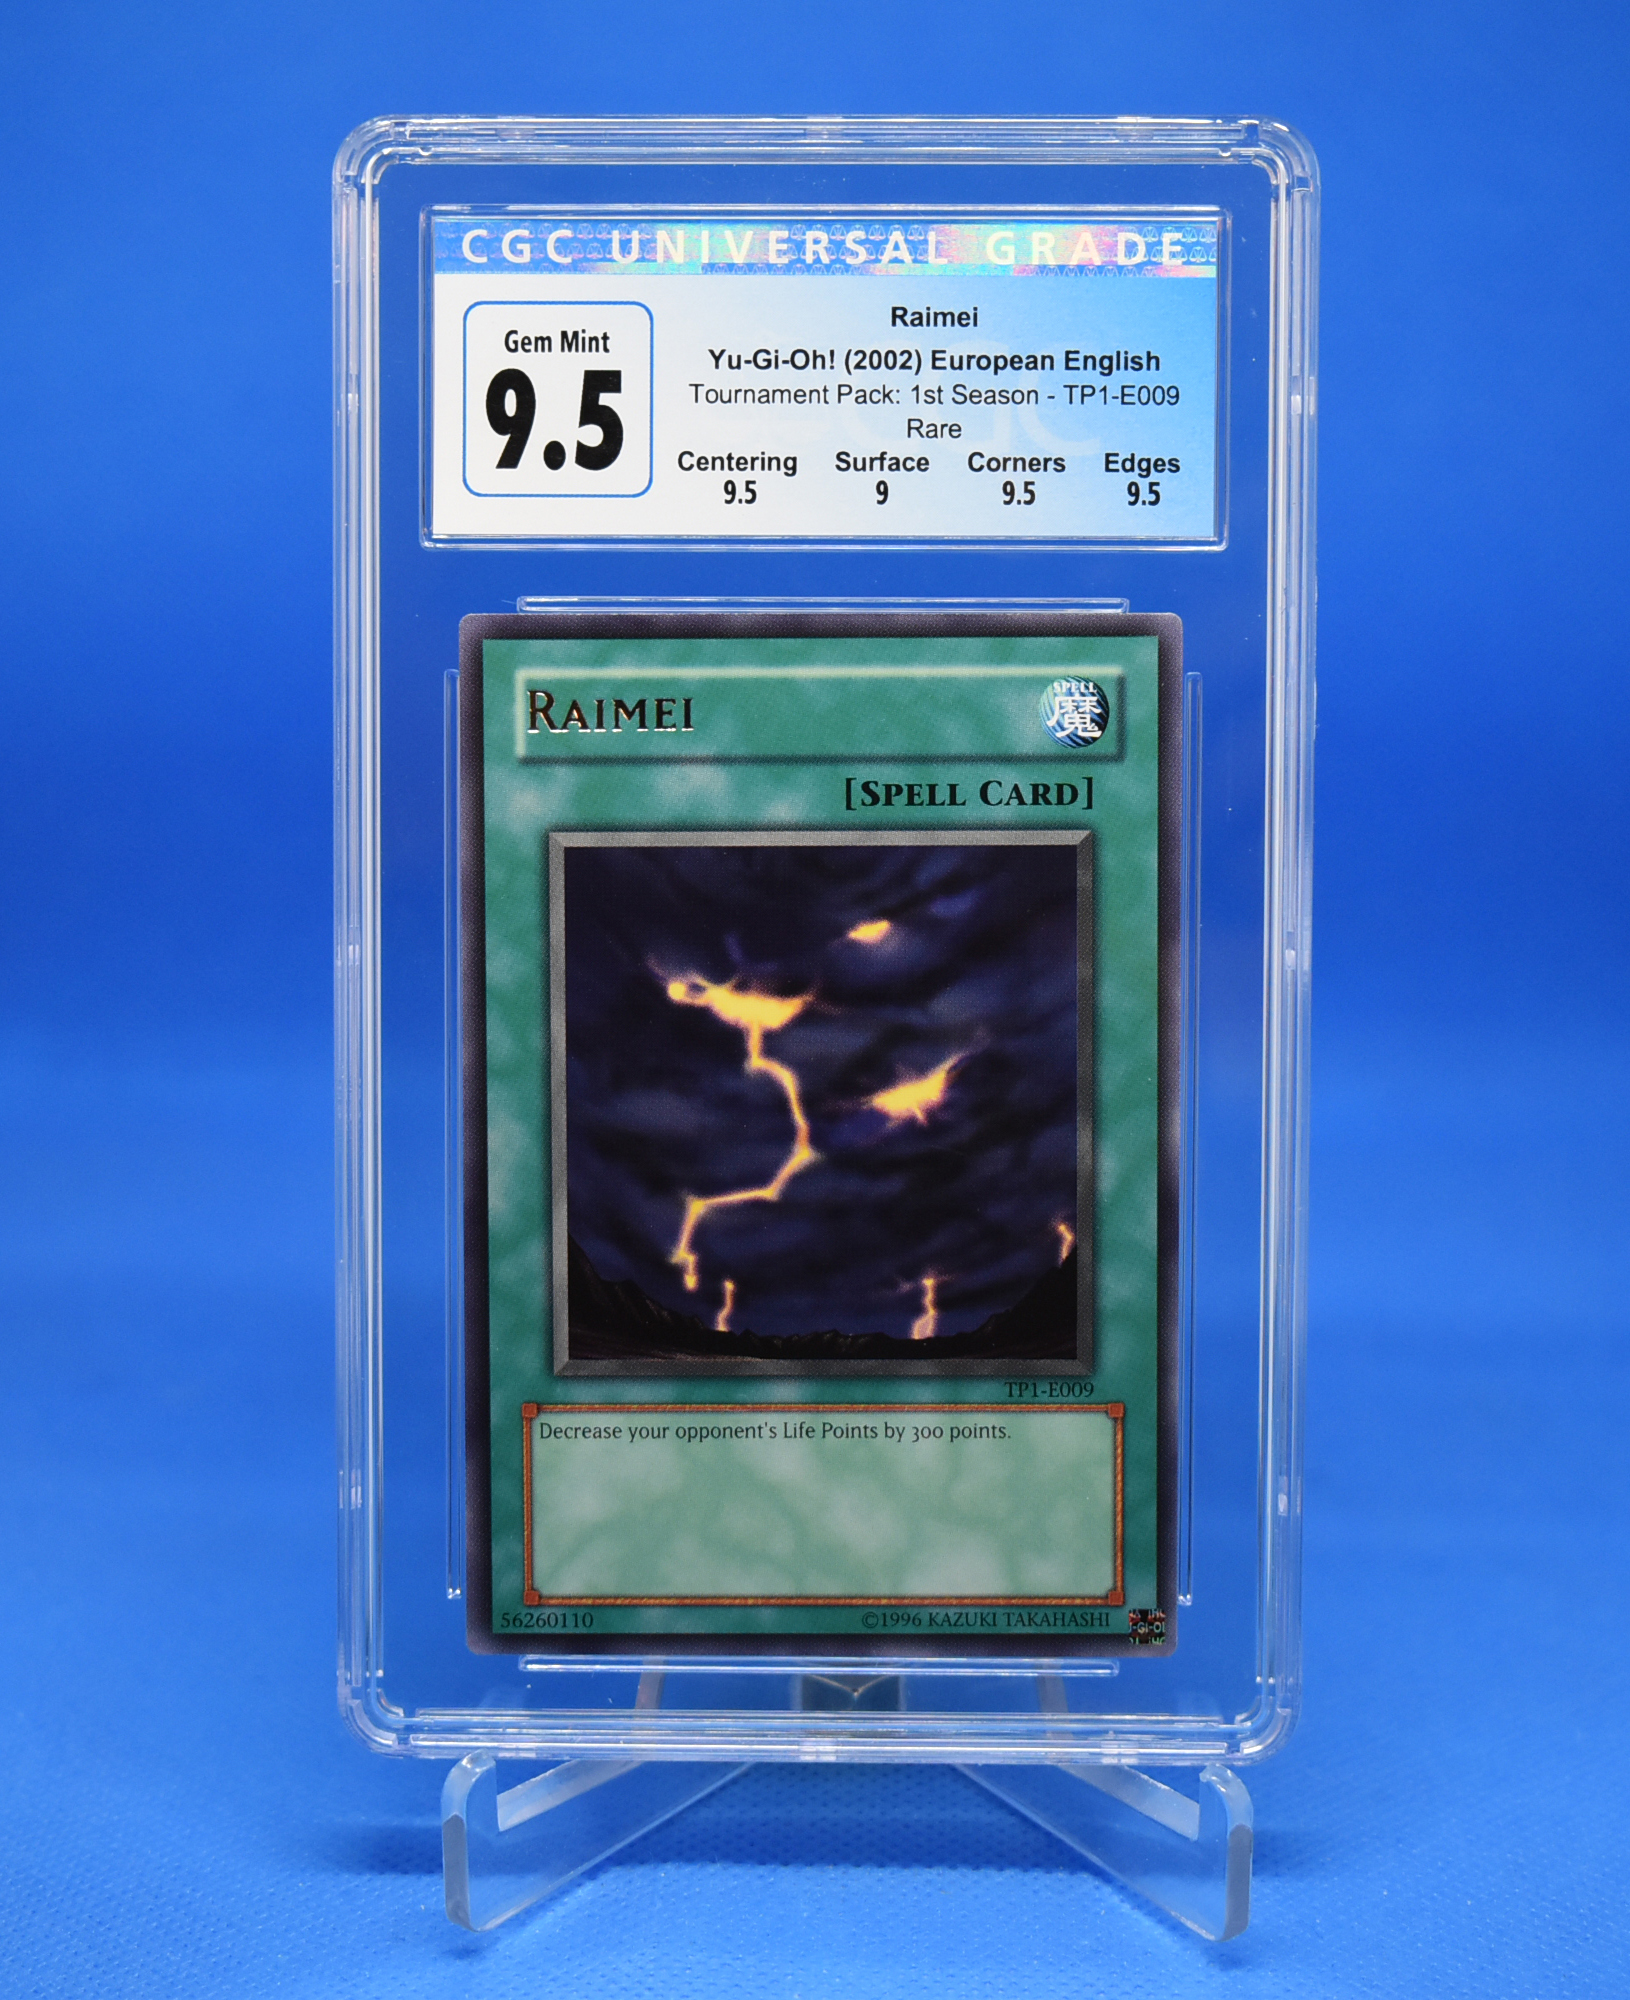 CGC UNIVERSAL GRADE
Gem Mint
9.5
Raimei
Yu-Gi-Oh! (2002) European English
Tournament Pack: 1st Season - TP1-E009
Rare
Centering Surface Corners Edges
9.5 9 9.5 9.5
RAIMEI
SPELL
魔
[SPELL CARD]
TP1-E009
Decrease your opponent's Life Points by 300 points.
56260110 ©1996 KAZUKI TAKAHASHI